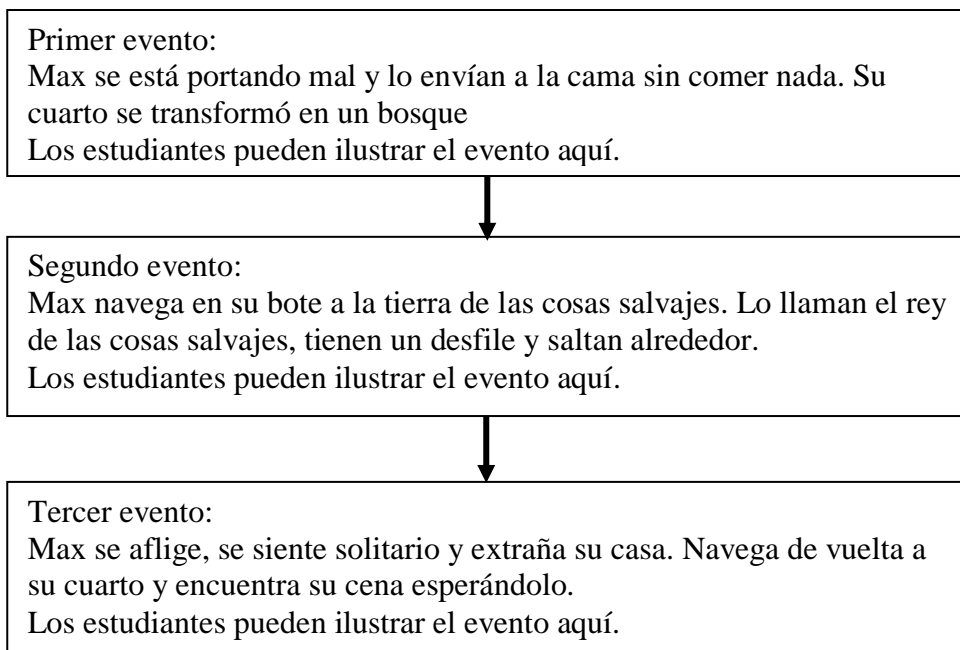 Primer evento:
Max se está portando mal y lo envían a la cama sin comer nada. Su
cuarto se transformó en un bosque
Los estudiantes pueden ilustrar el evento aquí.
Segundo evento:
Max navega en su bote a la tierra de las cosas salvajes. Lo llaman el rey
de las cosas salvajes, tienen un desfile y saltan alrededor.
Los estudiantes pueden ilustrar el evento aquí.
Tercer evento:
Max se aflige, se siente solitario y extraña su casa. Navega de vuelta a
su cuarto y encuentra su cena esperándolo.
Los estudiantes pueden ilustrar el evento aquí.